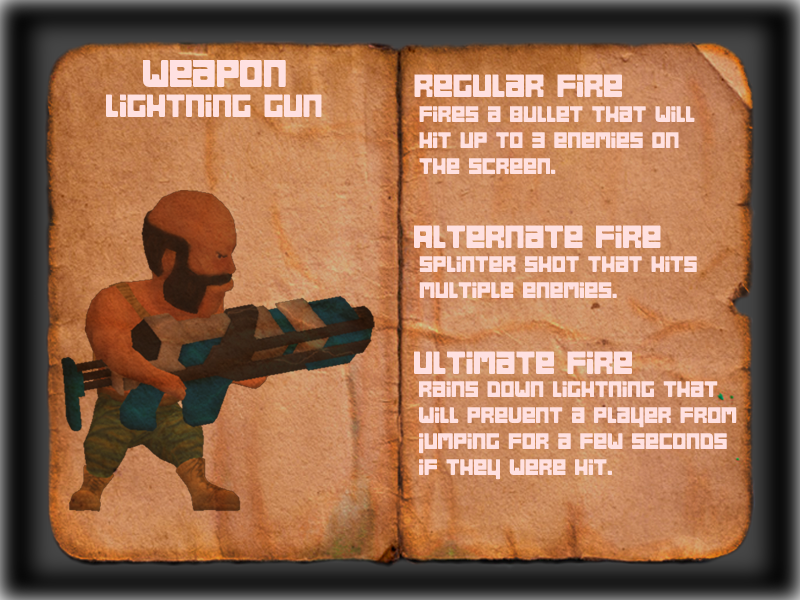 Weapon
Lightning Gun
Regular Fire
Fires a bullet that will
hit up to 3 enemies on
the screen.
Alternate Fire
Splinter shot that hits
multiple enemies.
Ultimate Fire
Rains down lightning that
will prevent a player from
jumping for a few seconds
if they were hit.